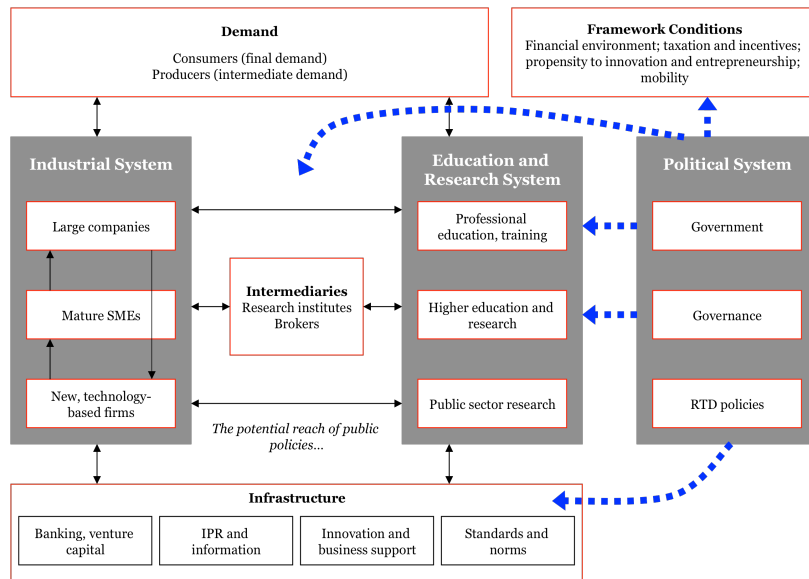 Demand
Consumers (final demand)
Producers (intermediate demand)
Framework Conditions
Financial environment; taxation and incentives;
propensity to innovation and entrepreneurship;
mobility
Industrial System
Large companies
Mature SMEs
New, technology-
based firms
Intermediaries
Research institutes
Brokers
The potential reach of public
policies...
Education and
Research System
Professional
education, training
Higher education and
research
Public sector research
Political System
Government
Governance
RTD policies
Infrastructure
Banking, venture
capital
IPR and
information
Innovation and
business support
Standards and
norms